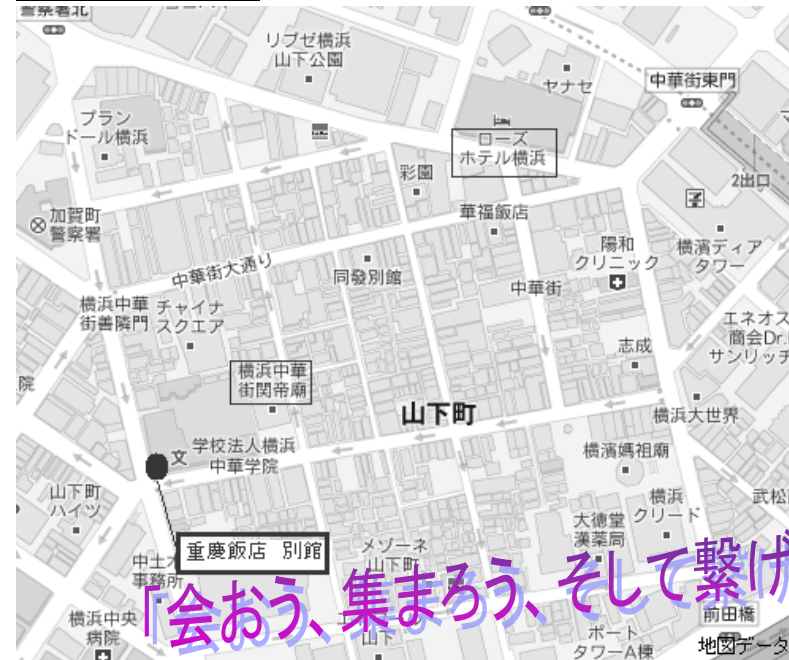 警察署北
リブゼ横浜
山下公園
ヤナセ
中華街東門
プラン
ドール横浜
ローズ
ホテル横浜
彩園
2出口
加賀町
警察署
華福飯店
陽和
クリニック
横濱ディア
タワー
中華街大通り
同發別館
中華街
横浜中華
街善隣門
チャイナ
スクエア
エネオス
商会Dr.
サンリッチ
志成
院
横浜中華
街関帝廟
山下町
横浜大世界
文
学校法人横浜
中華学院
横濱媽祖廟
山下町
ハイツ
横浜
クリード
武松
大徳堂
漢薬局
重慶飯店 別館
メゾーネ
山下町
中土
事務所
「会おう、集まろう、そして繋げ
横浜中央
病院
山下
前田橋
ポート
タワーA棟
地図データ